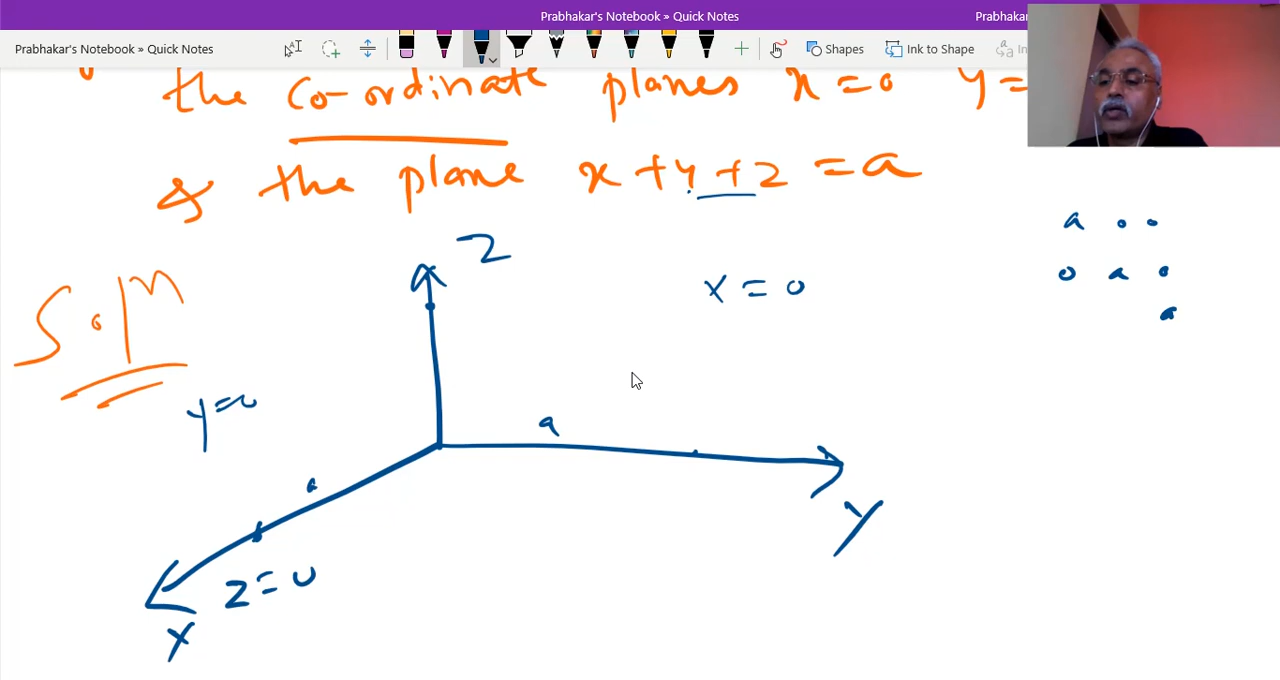 Prabhakar's Notebook » Quick Notes
Prabhakar's Notebook » Quick Notes
Shapes
Ink to Shape
In
the co-ordinate planes x=0 y=
& the plane x+y+z=a
Soln
Z
x=0
a 0 0
0 a 0
a
y=0
a
a
z=0
Y
X